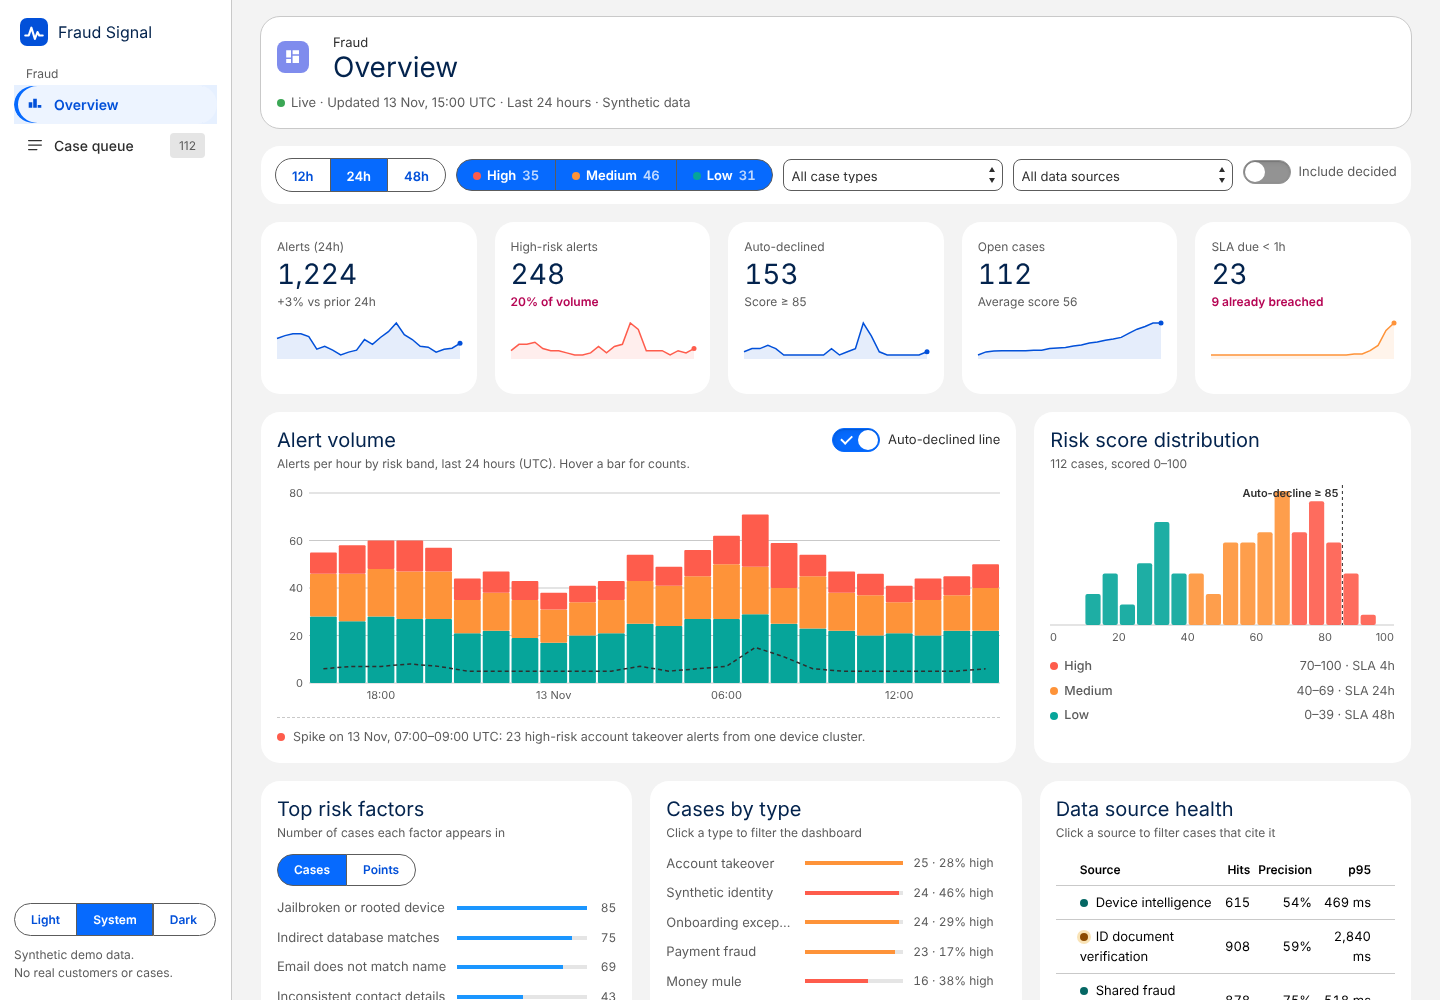 Fraud Signal
Fraud
Overview
Case queue 112
Light System Dark
Synthetic demo data.
No real customers or cases.
Fraud
Overview
Live · Updated 13 Nov, 15:00 UTC · Last 24 hours · Synthetic data
12h 24h 48h High 35 Medium 46 Low 31 All case types All data sources Include decided
Alerts (24h)
1,224
+3% vs prior 24h
High-risk alerts
248
20% of volume
Auto-declined
153
Score ≥ 85
Open cases
112
Average score 56
SLA due < 1h
23
9 already breached
Alert volume
Auto-declined line
Alerts per hour by risk band, last 24 hours (UTC). Hover a bar for counts.
80
60
40
20
0
18:00 13 Nov 06:00 12:00
Spike on 13 Nov, 07:00–09:00 UTC: 23 high-risk account takeover alerts from one device cluster.
Risk score distribution
112 cases, scored 0–100
Auto-decline ≥ 85
0 20 40 60 80 100
High 70–100 · SLA 4h
Medium 40–69 · SLA 24h
Low 0–39 · SLA 48h
Top risk factors
Number of cases each factor appears in
Cases Points
Jailbroken or rooted device 85
Indirect database matches 75
Email does not match name 69
Inconsistent contact details 43
Cases by type
Click a type to filter the dashboard
Account takeover 25 · 28% high
Synthetic identity 24 · 46% high
Onboarding excep... 24 · 29% high
Payment fraud 23 · 17% high
Money mule 16 · 38% high
Data source health
Click a source to filter cases that cite it
Source Hits Precision p95
Device intelligence 615 54% 469 ms
ID document verification 908 59% 2,840 ms
Shared fraud 878 75% 518 ms